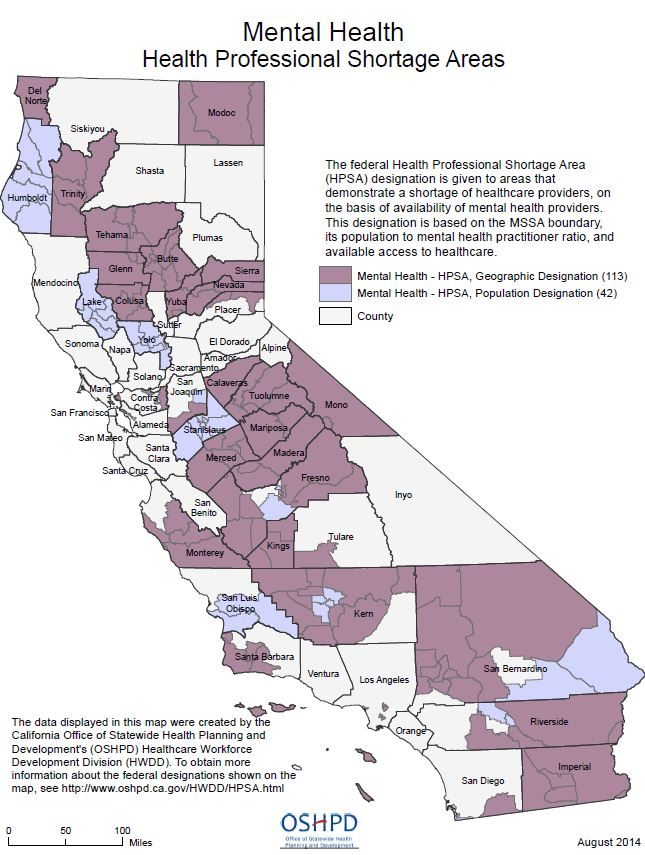 Mental Health
Health Professional Shortage Areas
Del
Norte
Siskiyou
Modoc
Shasta
Lassen
Humboldt
Trinity
Tehama
Plumas
Butte
Glenn
Sierra
Mendocino
Nevada
Lake
Colusa
Yuba
Placer
Sutter
Sonoma
Yolo
El Dorado
Napa
Alpine
Amador
Sacramento
Solano
San
Joaquin
Calaveras
Marin
Contra
Costa
Tuolumne
Mono
San Francisco
Alameda
Stanislaus
Mariposa
San Mateo
Santa
Clara
Merced
Madera
Santa Cruz
Fresno
Inyo
San
Benito
Tulare
Kings
Monterey
San Luis
Obispo
Kern
Santa Barbara
San Bernardino
Ventura
Los Angeles
Orange
Riverside
Imperial
San Diego
The federal Health Professional Shortage Area
(HPSA) designation is given to areas that
demonstrate a shortage of healthcare providers, on
the basis of availability of mental health providers.
This designation is based on the MSSA boundary,
its population to mental health practitioner ratio, and
available access to healthcare.
Mental Health - HPSA, Geographic Designation (113)
Mental Health - HPSA, Population Designation (42)
County
The data displayed in this map were created by the
California Office of Statewide Health Planning and
Development's (OSHPD) Healthcare Workforce
Development Division (HWDD). To obtain more
information about the federal designations shown on the
map, see http://www.oshpd.ca.gov/HWDD/HPSA.html
0 50 100
Miles
OSHPD
Office of Statewide Health
Planning and Development
August 2014